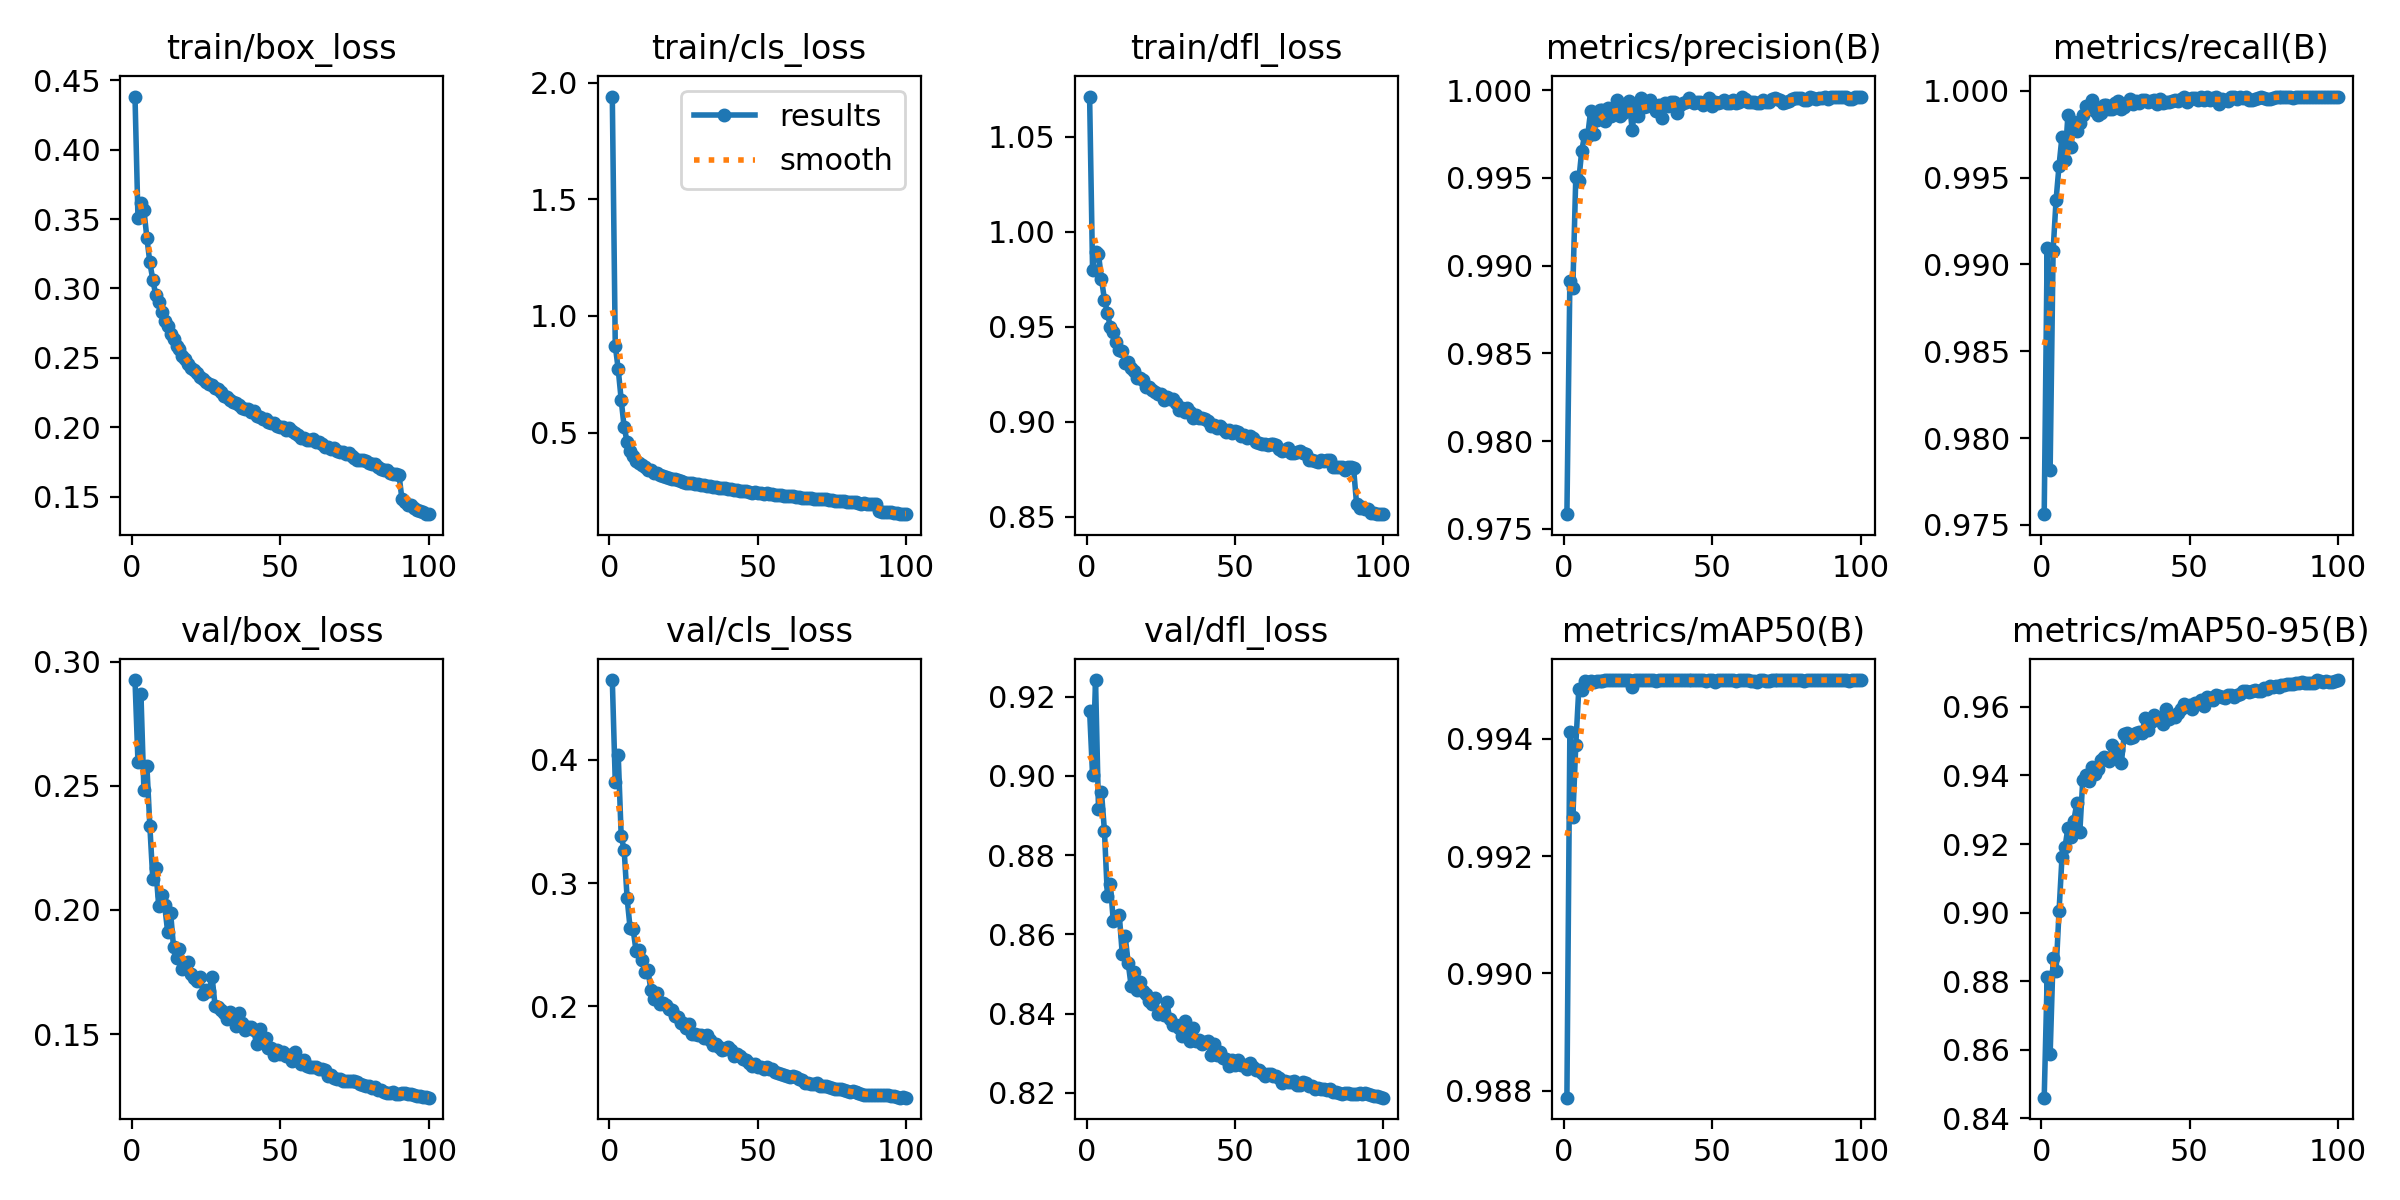 train/box_loss
0.45
0.40
0.35
0.30
0.25
0.20
0.15
0 50 100
train/cls_loss
results
smooth
2.0
1.5
1.0
0.5
0 50 100
train/dfl_loss
1.05
1.00
0.95
0.90
0.85
0 50 100
metrics/precision(B)
1.000
0.995
0.990
0.985
0.980
0.975
0 50 100
metrics/recall(B)
1.000
0.995
0.990
0.985
0.980
0.975
0 50 100
val/box_loss
0.30
0.25
0.20
0.15
0 50 100
val/cls_loss
0.4
0.3
0.2
0 50 100
val/dfl_loss
0.92
0.90
0.88
0.86
0.84
0.82
0 50 100
metrics/mAP50(B)
0.994
0.992
0.990
0.988
0 50 100
metrics/mAP50-95(B)
0.96
0.94
0.92
0.90
0.88
0.86
0.84
0 50 100